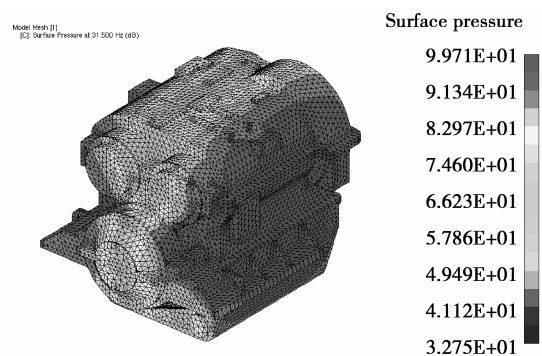 Model Mesh [1]
[C]: Surface Pressure at 31.500 Hz (dB)
Surface pressure
9.971E+01
9.134E+01
8.297E+01
7.460E+01
6.623E+01
5.786E+01
4.949E+01
4.112E+01
3.275E+01